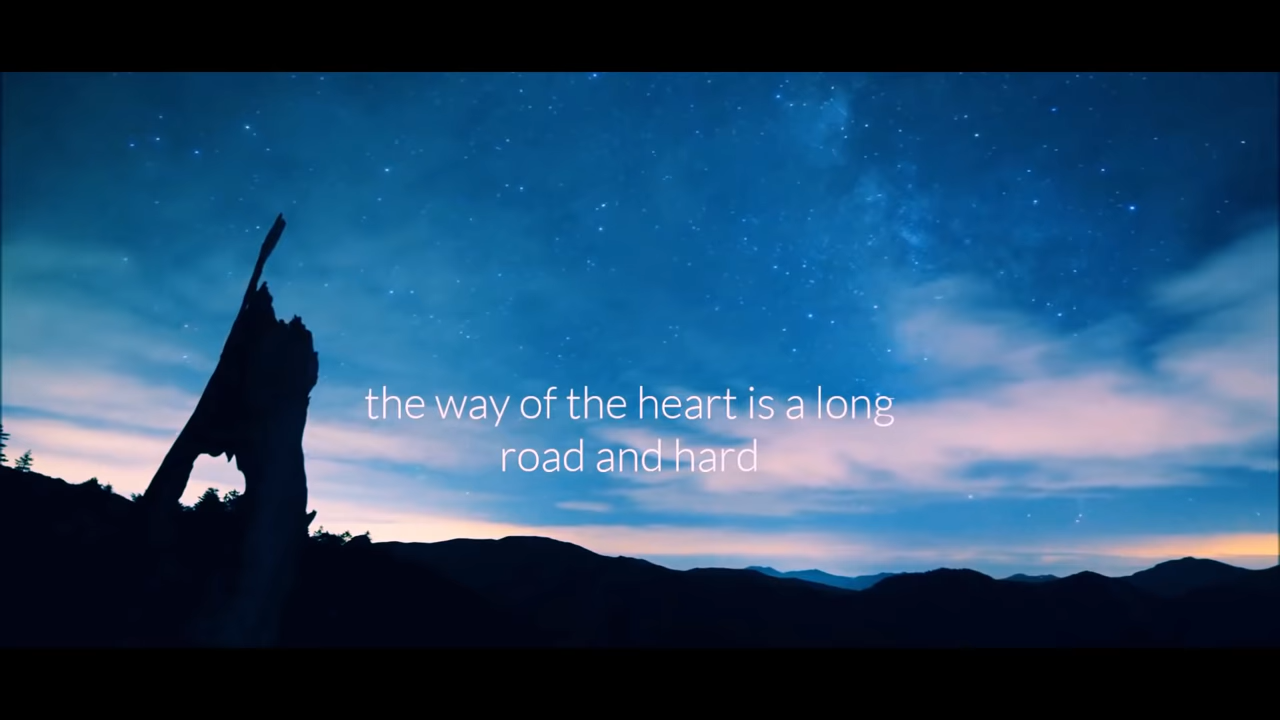 the way of the heart is a long
road and hard